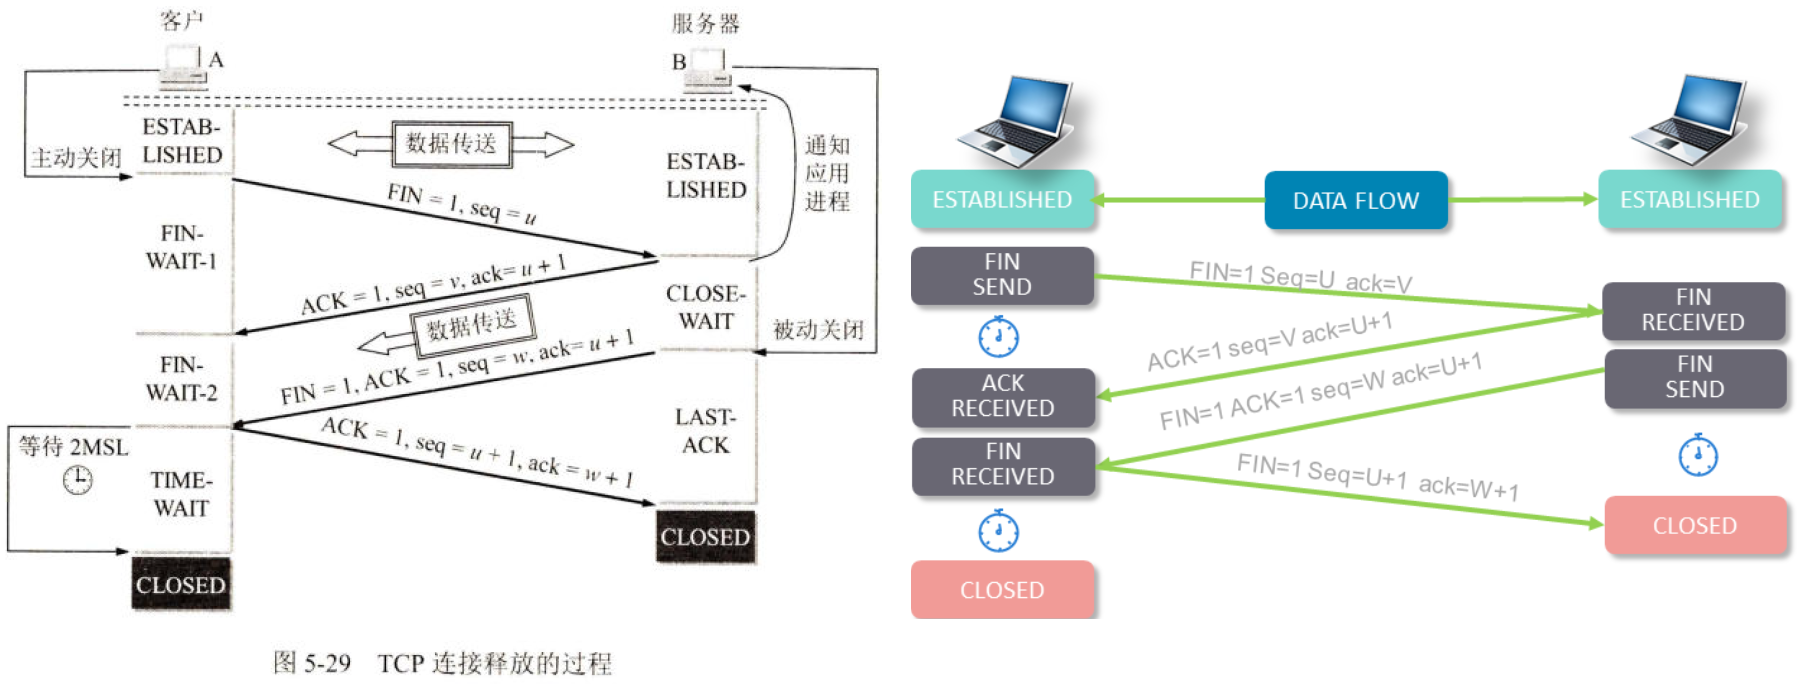 客户
A
服务器
B
ESTAB-
LISHED
主动关闭
数据传送
ESTAB-
LISHED
通知
应用
进程
FIN = 1, seq = u
FIN-
WAIT-1
ACK = 1, seq = v, ack= u + 1
CLOSE-
WAIT
数据传送
被动关闭
FIN-
WAIT-2
FIN = 1, ACK = 1, seq = w, ack= u + 1
ACK = 1, seq = u + 1, ack = w + 1
LAST-
ACK
等待 2MSL
TIME-
WAIT
CLOSED
CLOSED
图 5-29 TCP 连接释放的过程
ESTABLISHED
DATA FLOW
ESTABLISHED
FIN
SEND
FIN=1 Seq=U ack=V
FIN
RECEIVED
ACK=1 seq=V ack=U+1
FIN
SEND
ACK
RECEIVED
FIN=1 ACK=1 seq=W ack=U+1
FIN
RECEIVED
FIN=1 Seq=U+1 ack=W+1
CLOSED
CLOSED